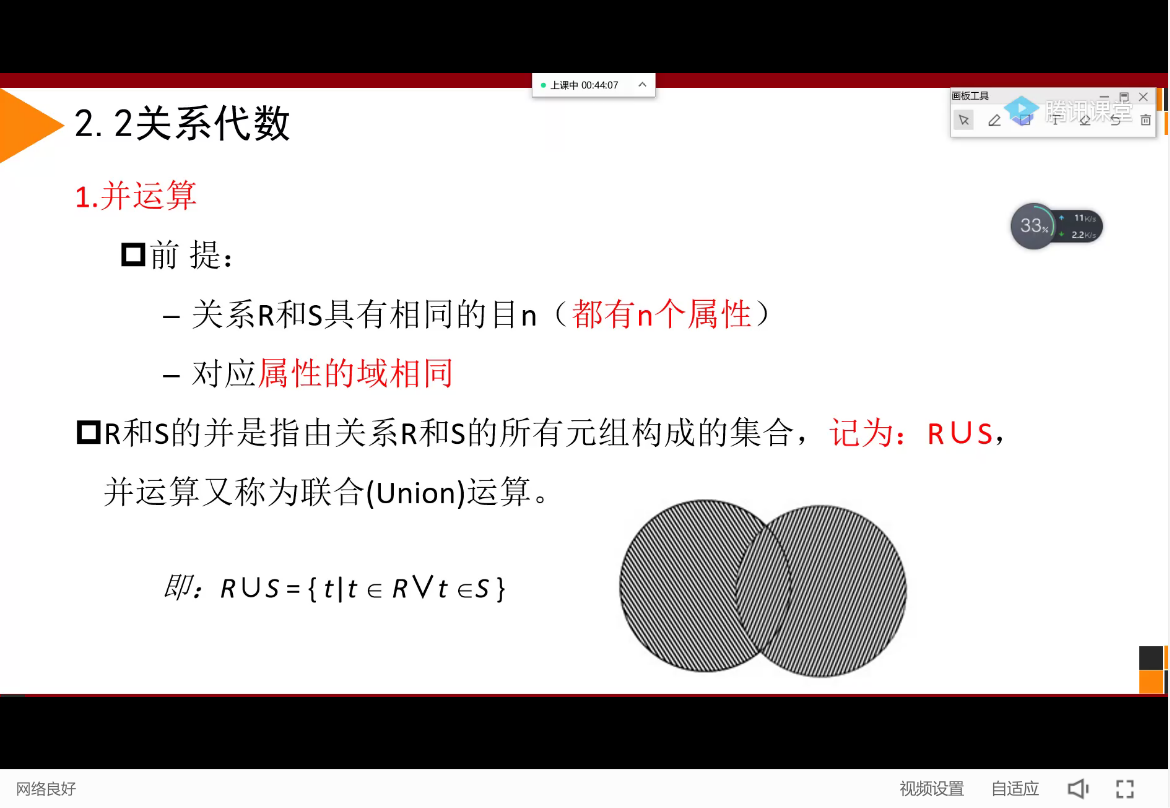 上课中 00:44:07
画板工具
腾讯课堂
2.2关系代数
1.并运算
前 提：
– 关系R和S具有相同的目n（都有n个属性）
– 对应属性的域相同
33%
11K/s
2.2K/s
R和S的并是指由关系R和S的所有元组构成的集合，记为：R∪S，
并运算又称为联合(Union)运算。
即：R∪S = { t|t ∈ R∨t ∈S }
网络良好
视频设置
自适应